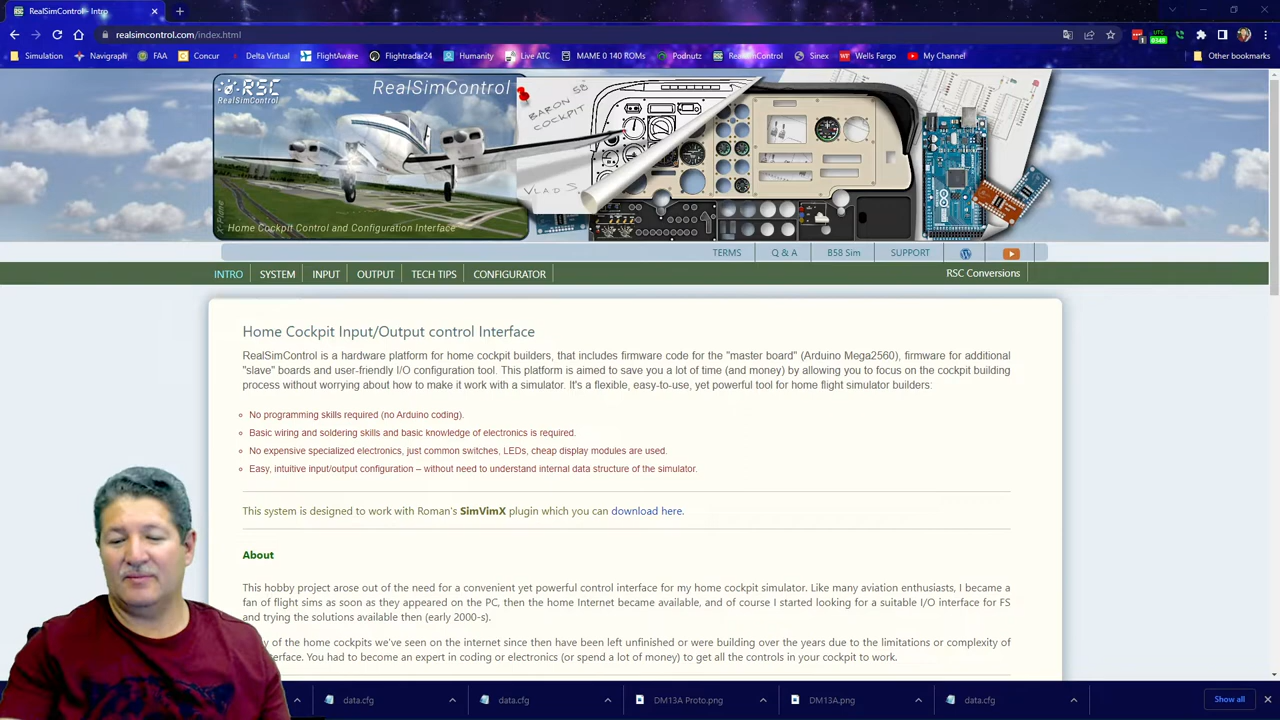 RealSimControl - Intro
realsimcontrol.com/index.html
Simulation
Navigraph
FAA
Concur
Delta Virtual
FlightAware
Flightradar24
Humanity
Live ATC
MAME 0 140 ROMs
Podnutz
RealSimControl
Sinex
Wells Fargo
My Channel
Other bookmarks
UTC
0348
RSC
RealSimControl
RealSimControl
BARON 58
COCKPIT
VLAD S.
X-Plane
Home Cockpit Control and Configuration Interface
TERMS
Q & A
B58 Sim
SUPPORT
INTRO
SYSTEM
INPUT
OUTPUT
TECH TIPS
CONFIGURATOR
RSC Conversions
Home Cockpit Input/Output control Interface
RealSimControl is a hardware platform for home cockpit builders, that includes firmware code for the "master board" (Arduino Mega2560), firmware for additional
"slave" boards and user-friendly I/O configuration tool. This platform is aimed to save you a lot of time (and money) by allowing you to focus on the cockpit building
process without worrying about how to make it work with a simulator. It's a flexible, easy-to-use, yet powerful tool for home flight simulator builders:
No programming skills required (no Arduino coding).
Basic wiring and soldering skills and basic knowledge of electronics is required.
No expensive specialized electronics, just common switches, LEDs, cheap display modules are used.
Easy, intuitive input/output configuration – without need to understand internal data structure of the simulator.
This system is designed to work with Roman's SimVimX plugin which you can download here.
About
This hobby project arose out of the need for a convenient yet powerful control interface for my home cockpit simulator. Like many aviation enthusiasts, I became a
fan of flight sims as soon as they appeared on the PC, then the home Internet became available, and of course I started looking for a suitable I/O interface for FS
and trying the solutions available then (early 2000-s).
y of the home cockpits we've seen on the internet since then have been left unfinished or were building over the years due to the limitations or complexity of
terface. You had to become an expert in coding or electronics (or spend a lot of money) to get all the controls in your cockpit to work.
data.cfg
data.cfg
DM13A Proto.png
DM13A.png
data.cfg
Show all